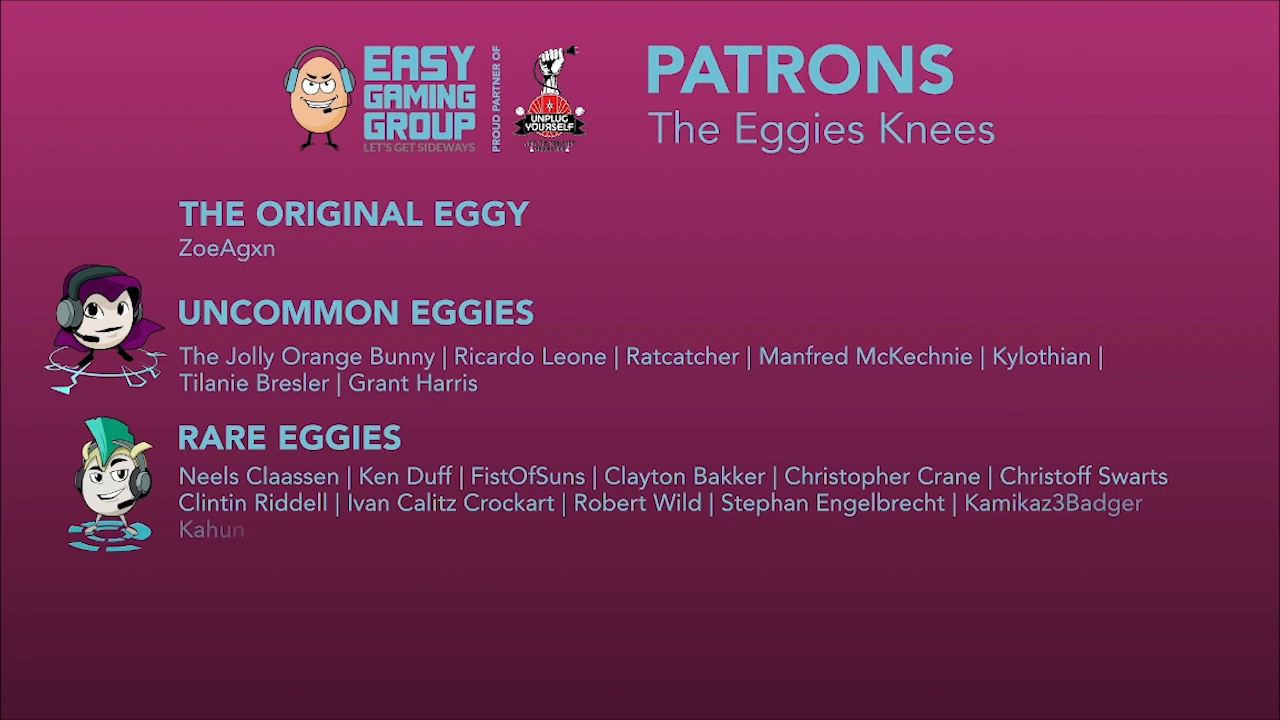 EASY
GAMING
GROUP
LET'S GET SIDEWAYS
PROUD PARTNER OF
UNPLUG
YOURSELF
PATRONS
The Eggies Knees
THE ORIGINAL EGGY
ZoeAgxn
UNCOMMON EGGIES
The Jolly Orange Bunny | Ricardo Leone | Ratcatcher | Manfred McKechnie | Kylothian |
Tilanie Bresler | Grant Harris
RARE EGGIES
Neels Claassen | Ken Duff | FistOfSuns | Clayton Bakker | Christopher Crane | Christoff Swarts
Clintin Riddell | Ivan Calitz Crockart | Robert Wild | Stephan Engelbrecht | Kamikaz3Badger
Kahun